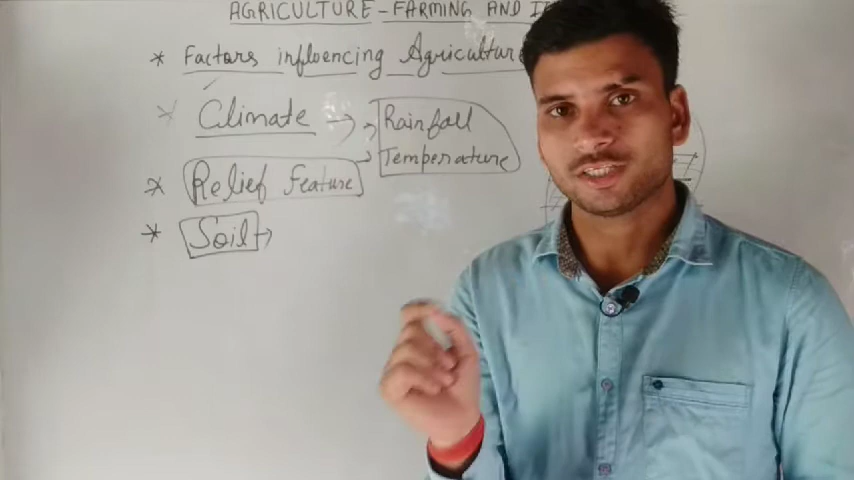 AGRICULTURE - FARMING AND
* Factors influencing Agricultur
* Climate → → Rainfall
→ Temperature
* Relief Feature
* Soil →